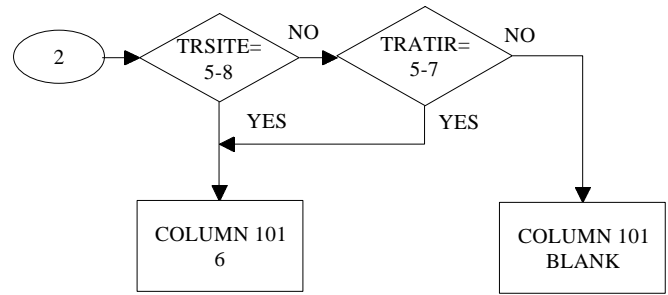 2
TRSITE=
5-8
NO
TRATIR=
5-7
NO
YES
YES
COLUMN 101
6
COLUMN 101
BLANK